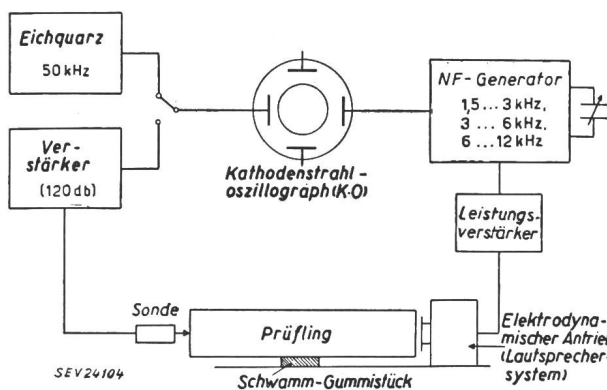 Eichquarz
50 kHz
Ver-
stärker
(120 db)
Kathodenstrahl-
oszillograph (K·O)
NF-Generator
1,5 ... 3 kHz,
3 ... 6 kHz,
6 ... 12 kHz
Leistungs-
verstärker
Sonde
Prüfling
Elektrodyna-
mischer Antrie
(Lautsprecher-
system)
SEV 24104
Schwamm-Gummistück